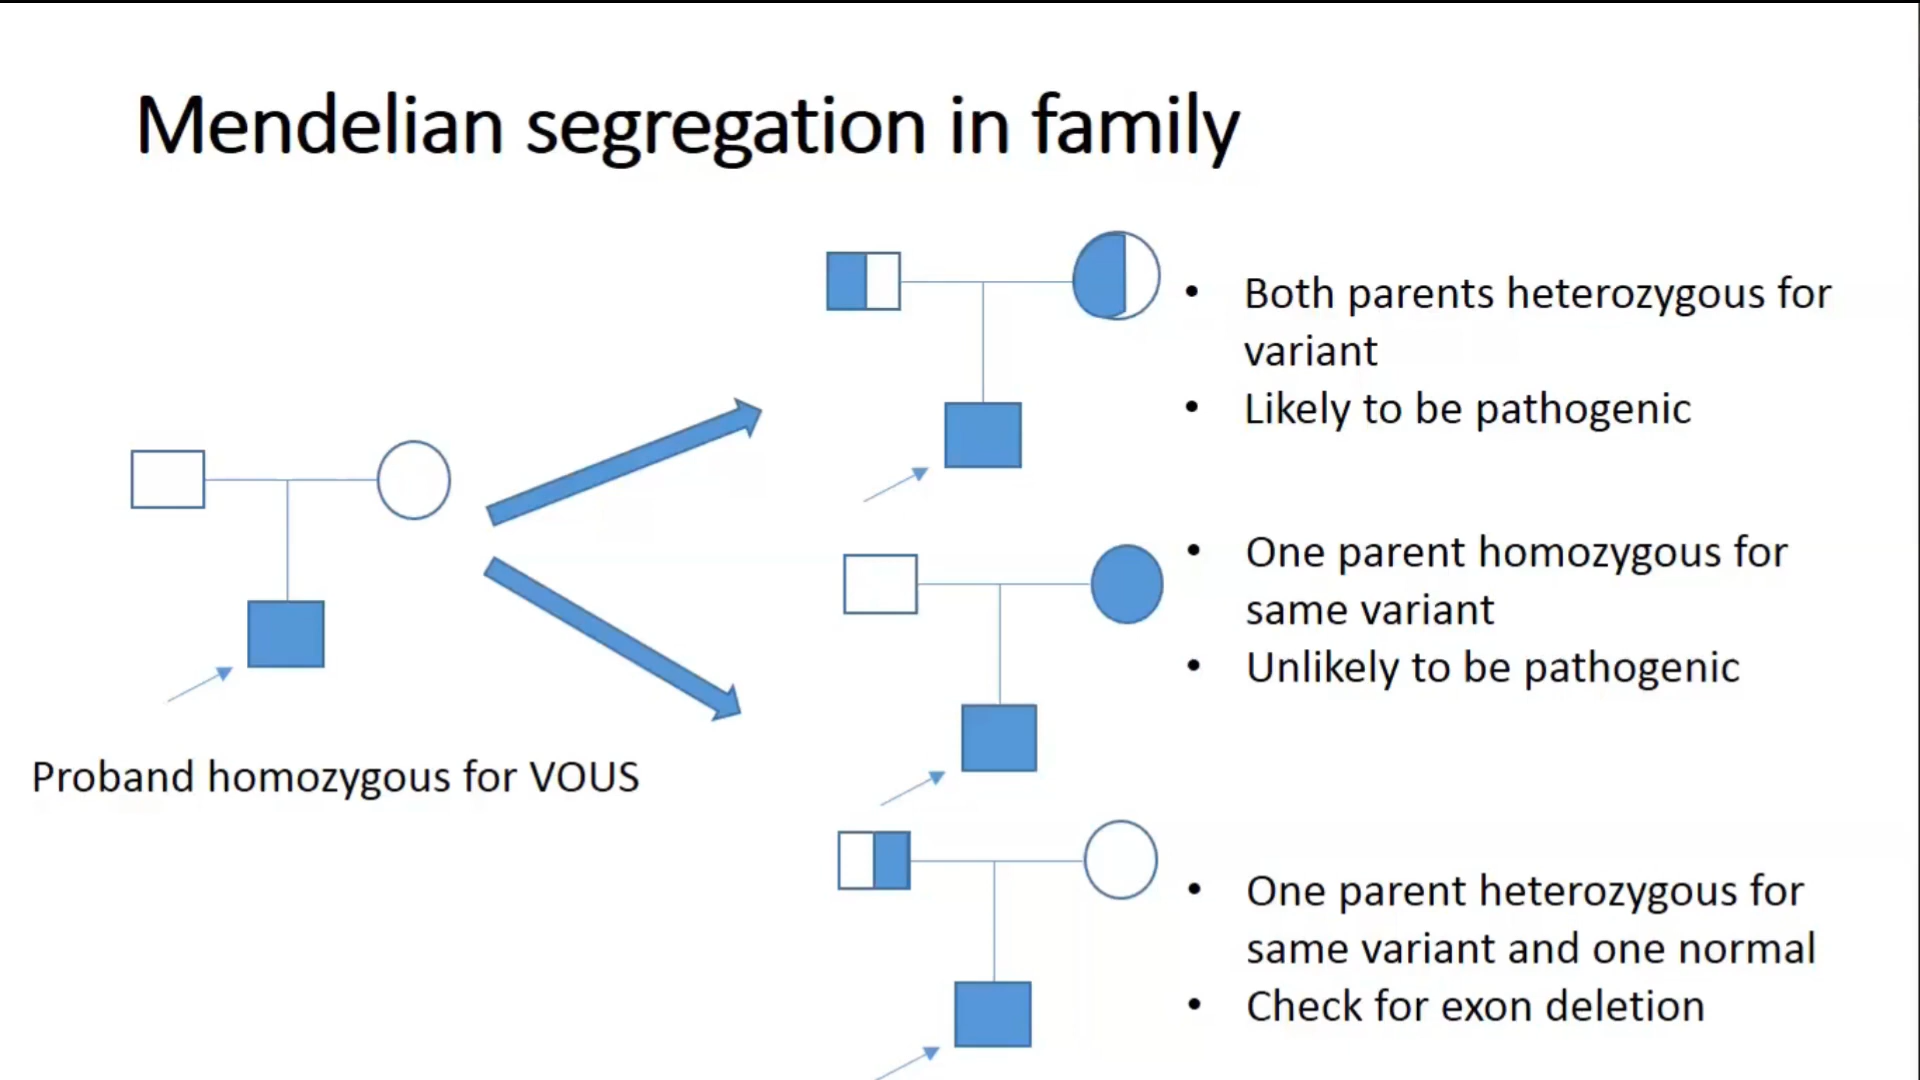 Mendelian segregation in family
• Both parents heterozygous for
variant
• Likely to be pathogenic
• One parent homozygous for
same variant
• Unlikely to be pathogenic
Proband homozygous for VOUS
• One parent heterozygous for
same variant and one normal
• Check for exon deletion